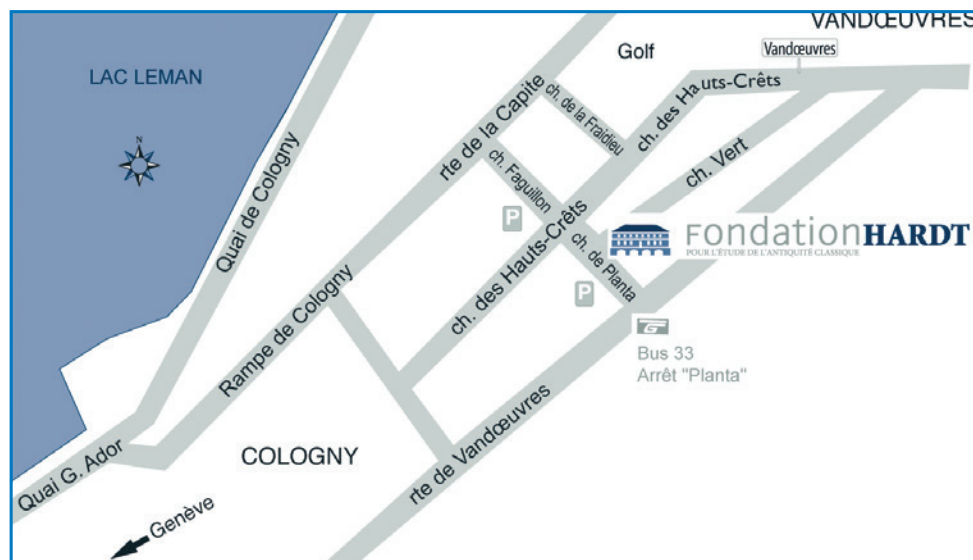 VANDŒUVRES
Golf
Vandœuvres
LAC LEMAN
N
rte de la Capite
ch. de la Fraidieu
ch. des Hauts-Crêts
ch. Vert
ch. Faguillon
Quai de Cologny
P
FONDATION HARDT
POUR L'ÉTUDE DE L'ANTIQUITÉ CLASSIQUE
ch. des Hauts-Crêts
ch. de Planta
P
Rampe de Cologny
Bus 33
Arrêt "Planta"
rte de Vandœuvres
COLOGNY
Quai G. Ador
Genève